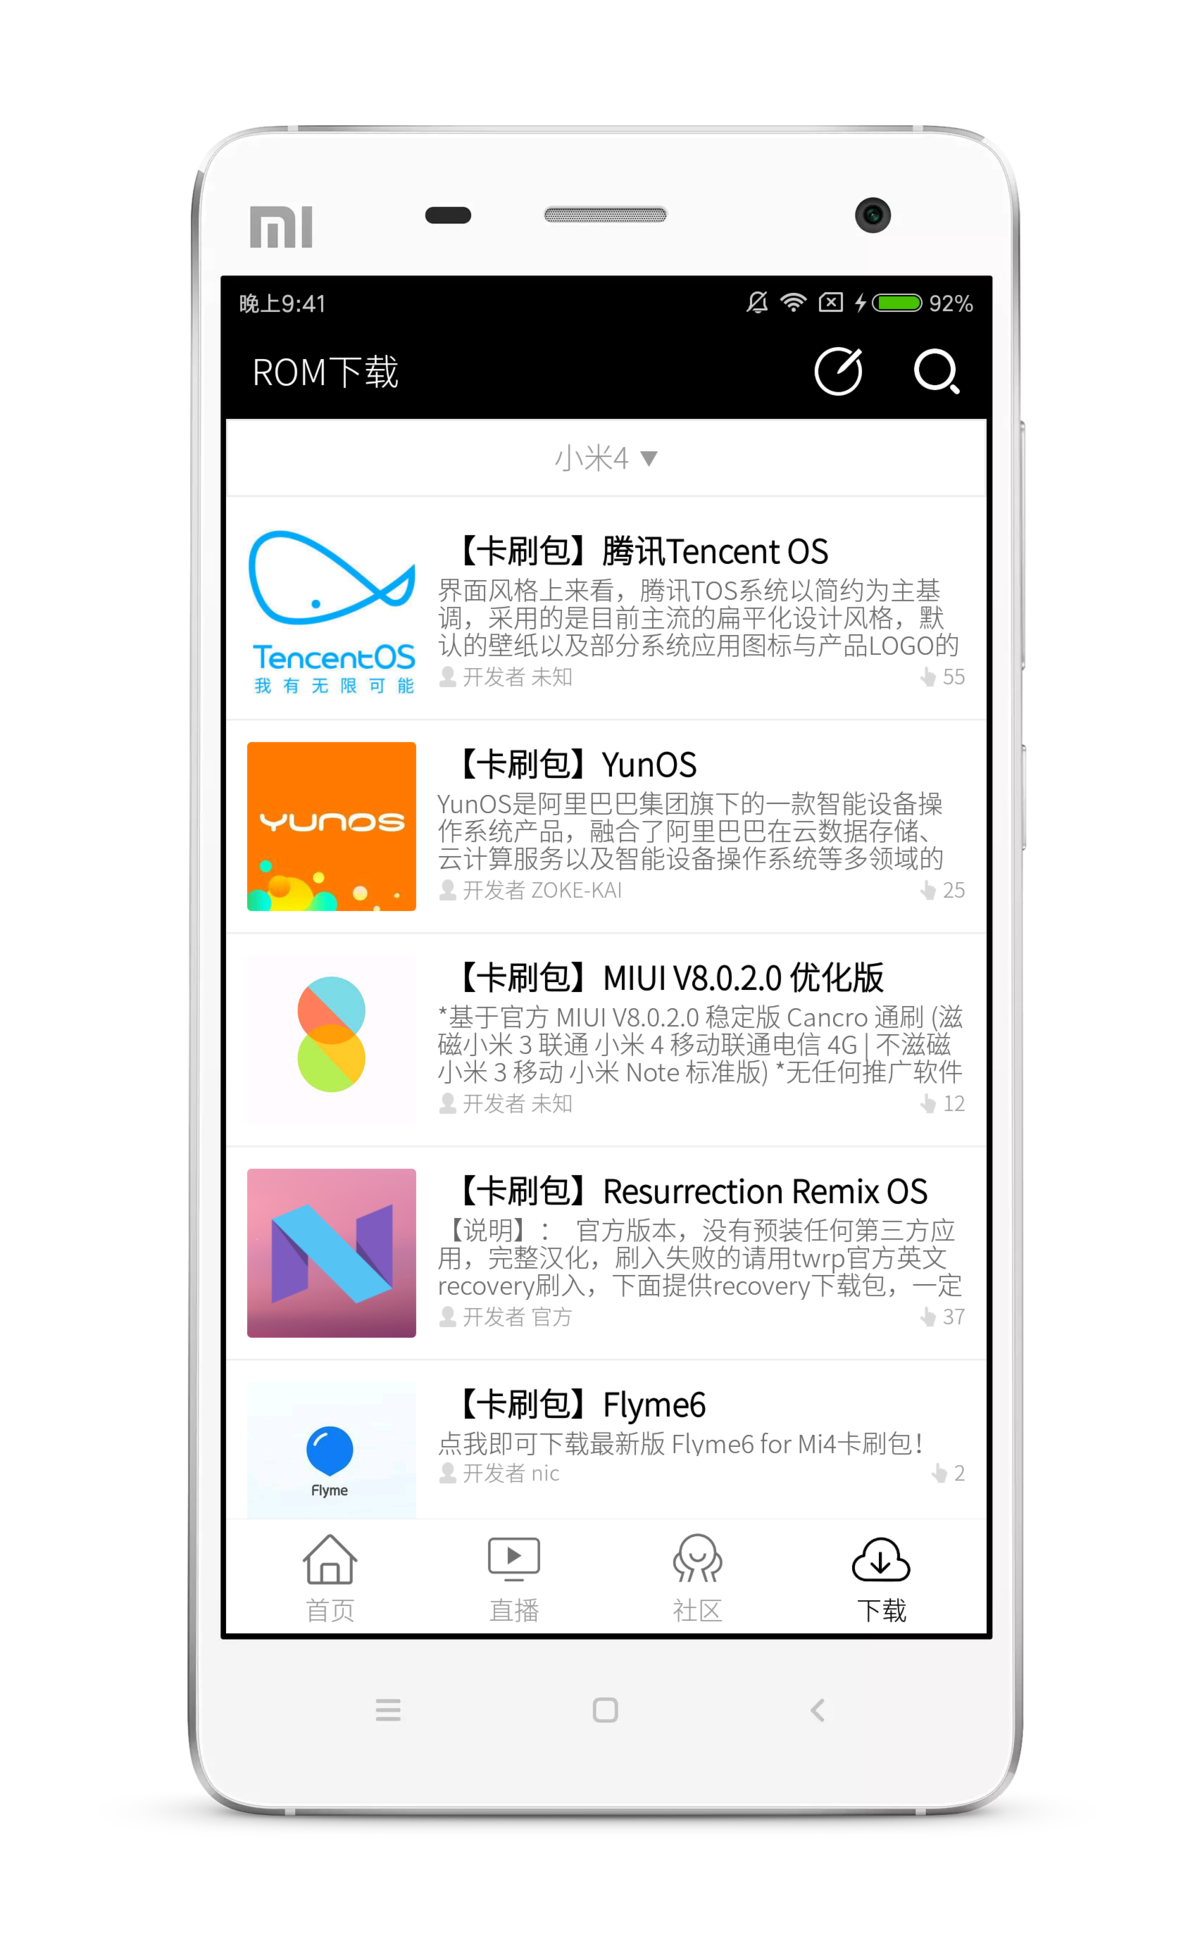 MI
晚上9:41
92%
ROM下载
小米4 ▼
TencentOS
我有无限可能
【卡刷包】腾讯Tencent OS
界面风格上来看，腾讯TOS系统以简约为主基
调，采用的是目前主流的扁平化设计风格，默
认的壁纸以及部分系统应用图标与产品LOGO的
开发者 未知
55
YUNOS
【卡刷包】YunOS
YunOS是阿里巴巴集团旗下的一款智能设备操
作系统产品，融合了阿里巴巴在云数据存储、
云计算服务以及智能设备操作系统等多领域的
开发者 ZOKE-KAI
25
【卡刷包】MIUI V8.0.2.0 优化版
*基于官方 MIUI V8.0.2.0 稳定版 Cancro 通刷 (滋
磁小米 3 联通 小米 4 移动联通电信 4G | 不滋磁
小米 3 移动 小米 Note 标准版) *无任何推广软件
开发者 未知
12
【卡刷包】Resurrection Remix OS
【说明】： 官方版本，没有预装任何第三方应
用，完整汉化，刷入失败的请用twrp官方英文
recovery刷入，下面提供recovery下载包，一定
开发者 官方
37
Flyme
【卡刷包】Flyme6
点我即可下载最新版 Flyme6 for Mi4卡刷包！
开发者 nic
2
首页
直播
社区
下载